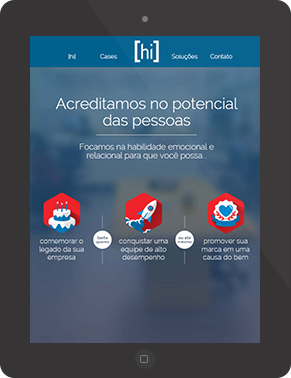 [hi]
|hi| Cases Soluções Contato
Acreditamos no potencial
das pessoas
Focamos na habilidade emocional e
relacional para que você possa...
comemorar o
legado da sua
empresa
conquistar uma
equipe de alto
desempenho
ou até
mesmo
promover sua
marca em uma
causa do bem